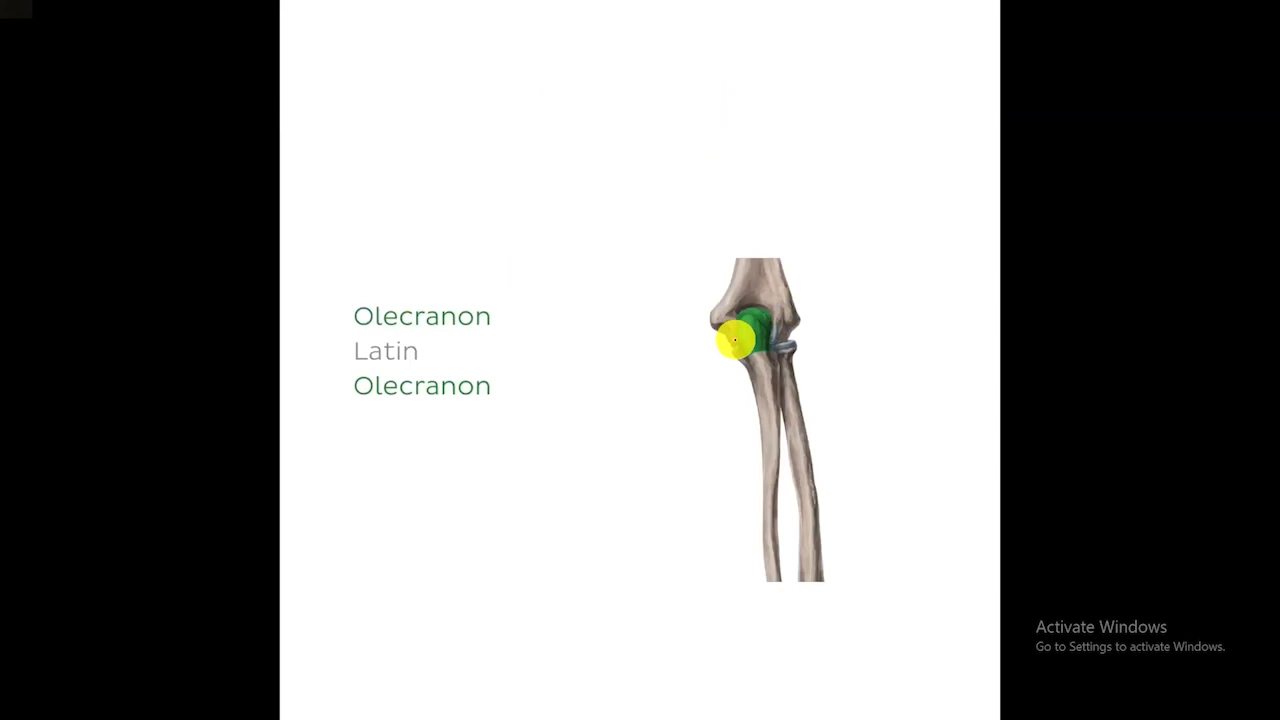 Olecranon
Latin
Olecranon
Activate Windows
Go to Settings to activate Windows.